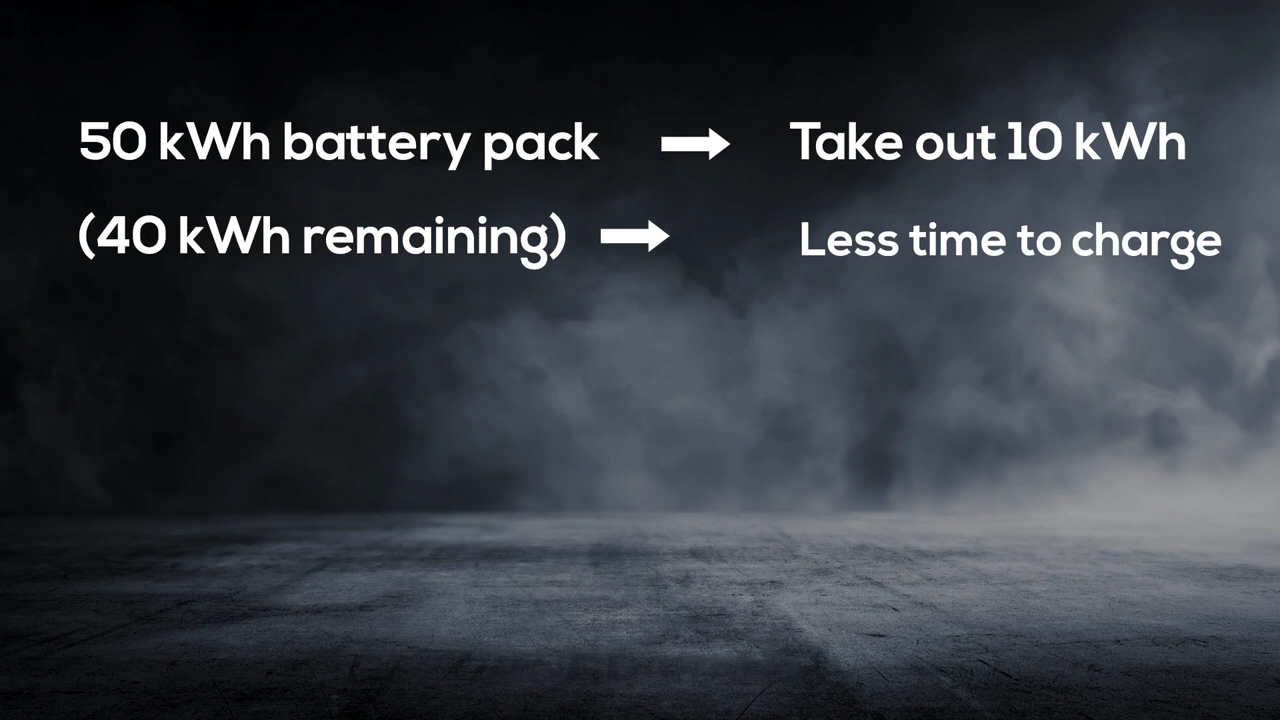 50 kWh battery pack → Take out 10 kWh
(40 kWh remaining) → Less time to charge